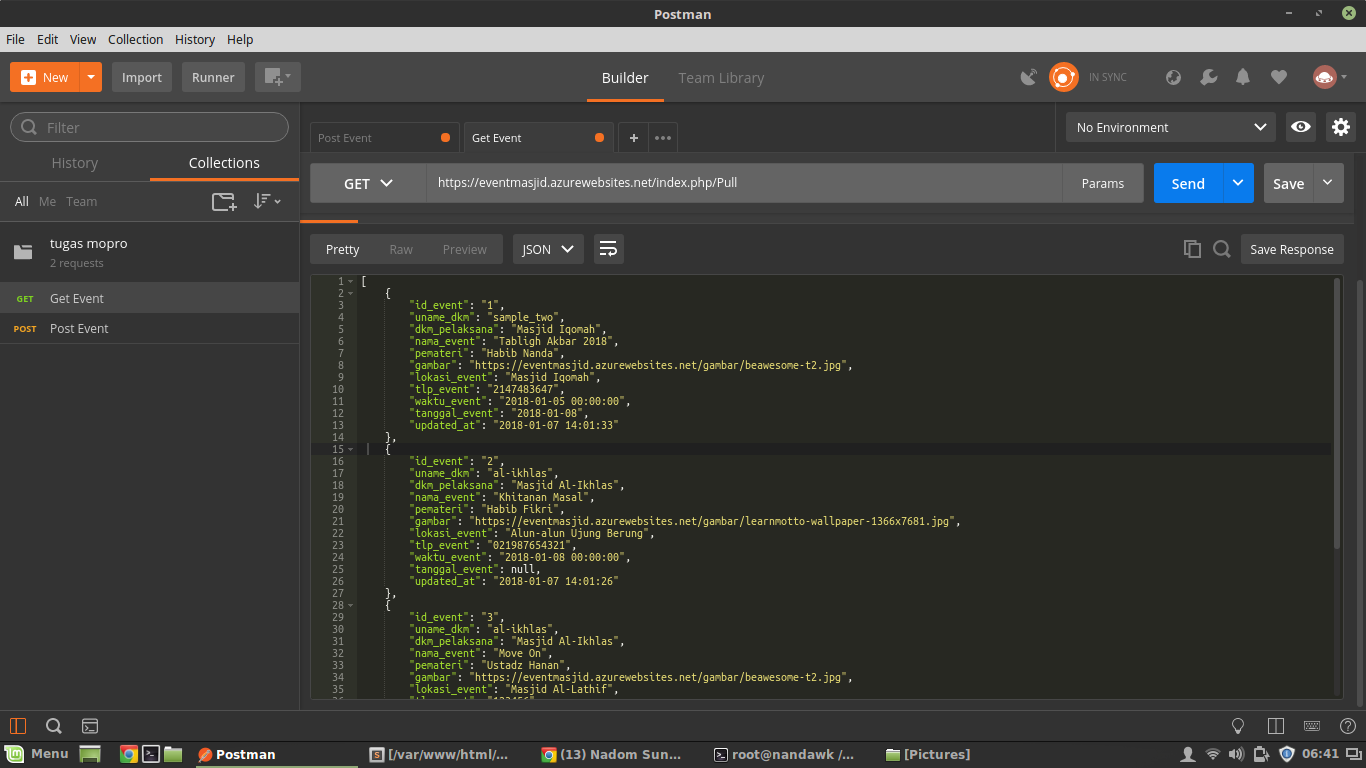 Postman
File Edit View Collection History Help
New Import Runner Builder Team Library IN SYNC
Filter
History Collections
All Me Team
tugas mopro
2 requests
GET Get Event
POST Post Event
Post Event Get Event + ••• No Environment
GET https://eventmasjid.azurewebsites.net/index.php/Pull Params Send Save
Pretty Raw Preview JSON Save Response
1 [
2 {
3 "id_event": "1",
4 "uname_dkm": "sample_two",
5 "dkm_pelaksana": "Masjid Iqomah",
6 "nama_event": "Tabligh Akbar 2018",
7 "pemateri": "Habib Nanda",
8 "gambar": "https://eventmasjid.azurewebsites.net/gambar/beawesome-t2.jpg",
9 "lokasi_event": "Masjid Iqomah",
10 "tlp_event": "2147483647",
11 "waktu_event": "2018-01-05 00:00:00",
12 "tanggal_event": "2018-01-08",
13 "updated_at": "2018-01-07 14:01:33"
14 },
15 {
16 "id_event": "2",
17 "uname_dkm": "al-ikhlas",
18 "dkm_pelaksana": "Masjid Al-Ikhlas",
19 "nama_event": "Khitanan Masal",
20 "pemateri": "Habib Fikri",
21 "gambar": "https://eventmasjid.azurewebsites.net/gambar/learnmotto-wallpaper-1366x7681.jpg",
22 "lokasi_event": "Alun-alun Ujung Berung",
23 "tlp_event": "021987654321",
24 "waktu_event": "2018-01-08 00:00:00",
25 "tanggal_event": null,
26 "updated_at": "2018-01-07 14:01:26"
27 },
28 {
29 "id_event": "3",
30 "uname_dkm": "al-ikhlas",
31 "dkm_pelaksana": "Masjid Al-Ikhlas",
32 "nama_event": "Move On",
33 "pemateri": "Ustadz Hanan",
34 "gambar": "https://eventmasjid.azurewebsites.net/gambar/beawesome-t2.jpg",
35 "lokasi_event": "Masjid Al-Lathif",
Menu Postman [/var/www/html/... (13) Nadom Sun... root@nandawk /... [Pictures] 06:41